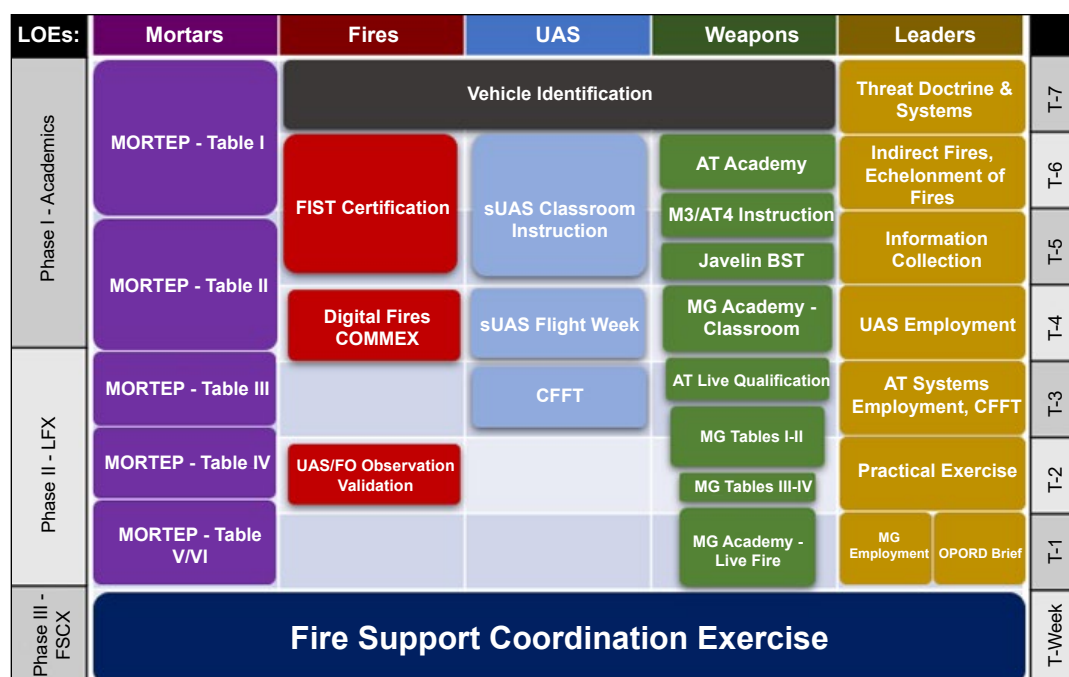 LOEs:
Mortars
Fires
UAS
Weapons
Leaders
Phase I - Academics
Phase II - LFX
Phase III -
FSCX
T-7
T-6
T-5
T-4
T-3
T-2
T-1
T-Week
MORTEP - Table I
MORTEP - Table II
MORTEP - Table III
MORTEP - Table IV
MORTEP - Table
V/VI
Vehicle Identification
FIST Certification
Digital Fires
COMMEX
UAS/FO Observation
Validation
sUAS Classroom
Instruction
sUAS Flight Week
CFFT
AT Academy
M3/AT4 Instruction
Javelin BST
MG Academy -
Classroom
AT Live Qualification
MG Tables I-II
MG Tables III-IV
MG Academy -
Live Fire
Threat Doctrine &
Systems
Indirect Fires,
Echelonment of
Fires
Information
Collection
UAS Employment
AT Systems
Employment, CFFT
Practical Exercise
MG
Employment
OPORD Brief
Fire Support Coordination Exercise